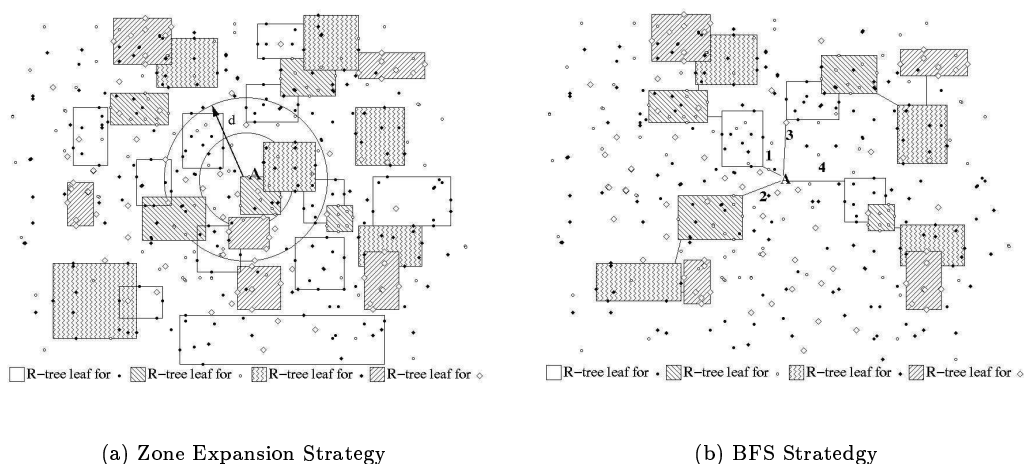 d
A
1
2
3
4
A
R-tree leaf for • R-tree leaf for ∘ R-tree leaf for ♦ R-tree leaf for ◇
R-tree leaf for • R-tree leaf for ∘ R-tree leaf for ♦ R-tree leaf for ◇
(a) Zone Expansion Strategy
(b) BFS Stratedgy